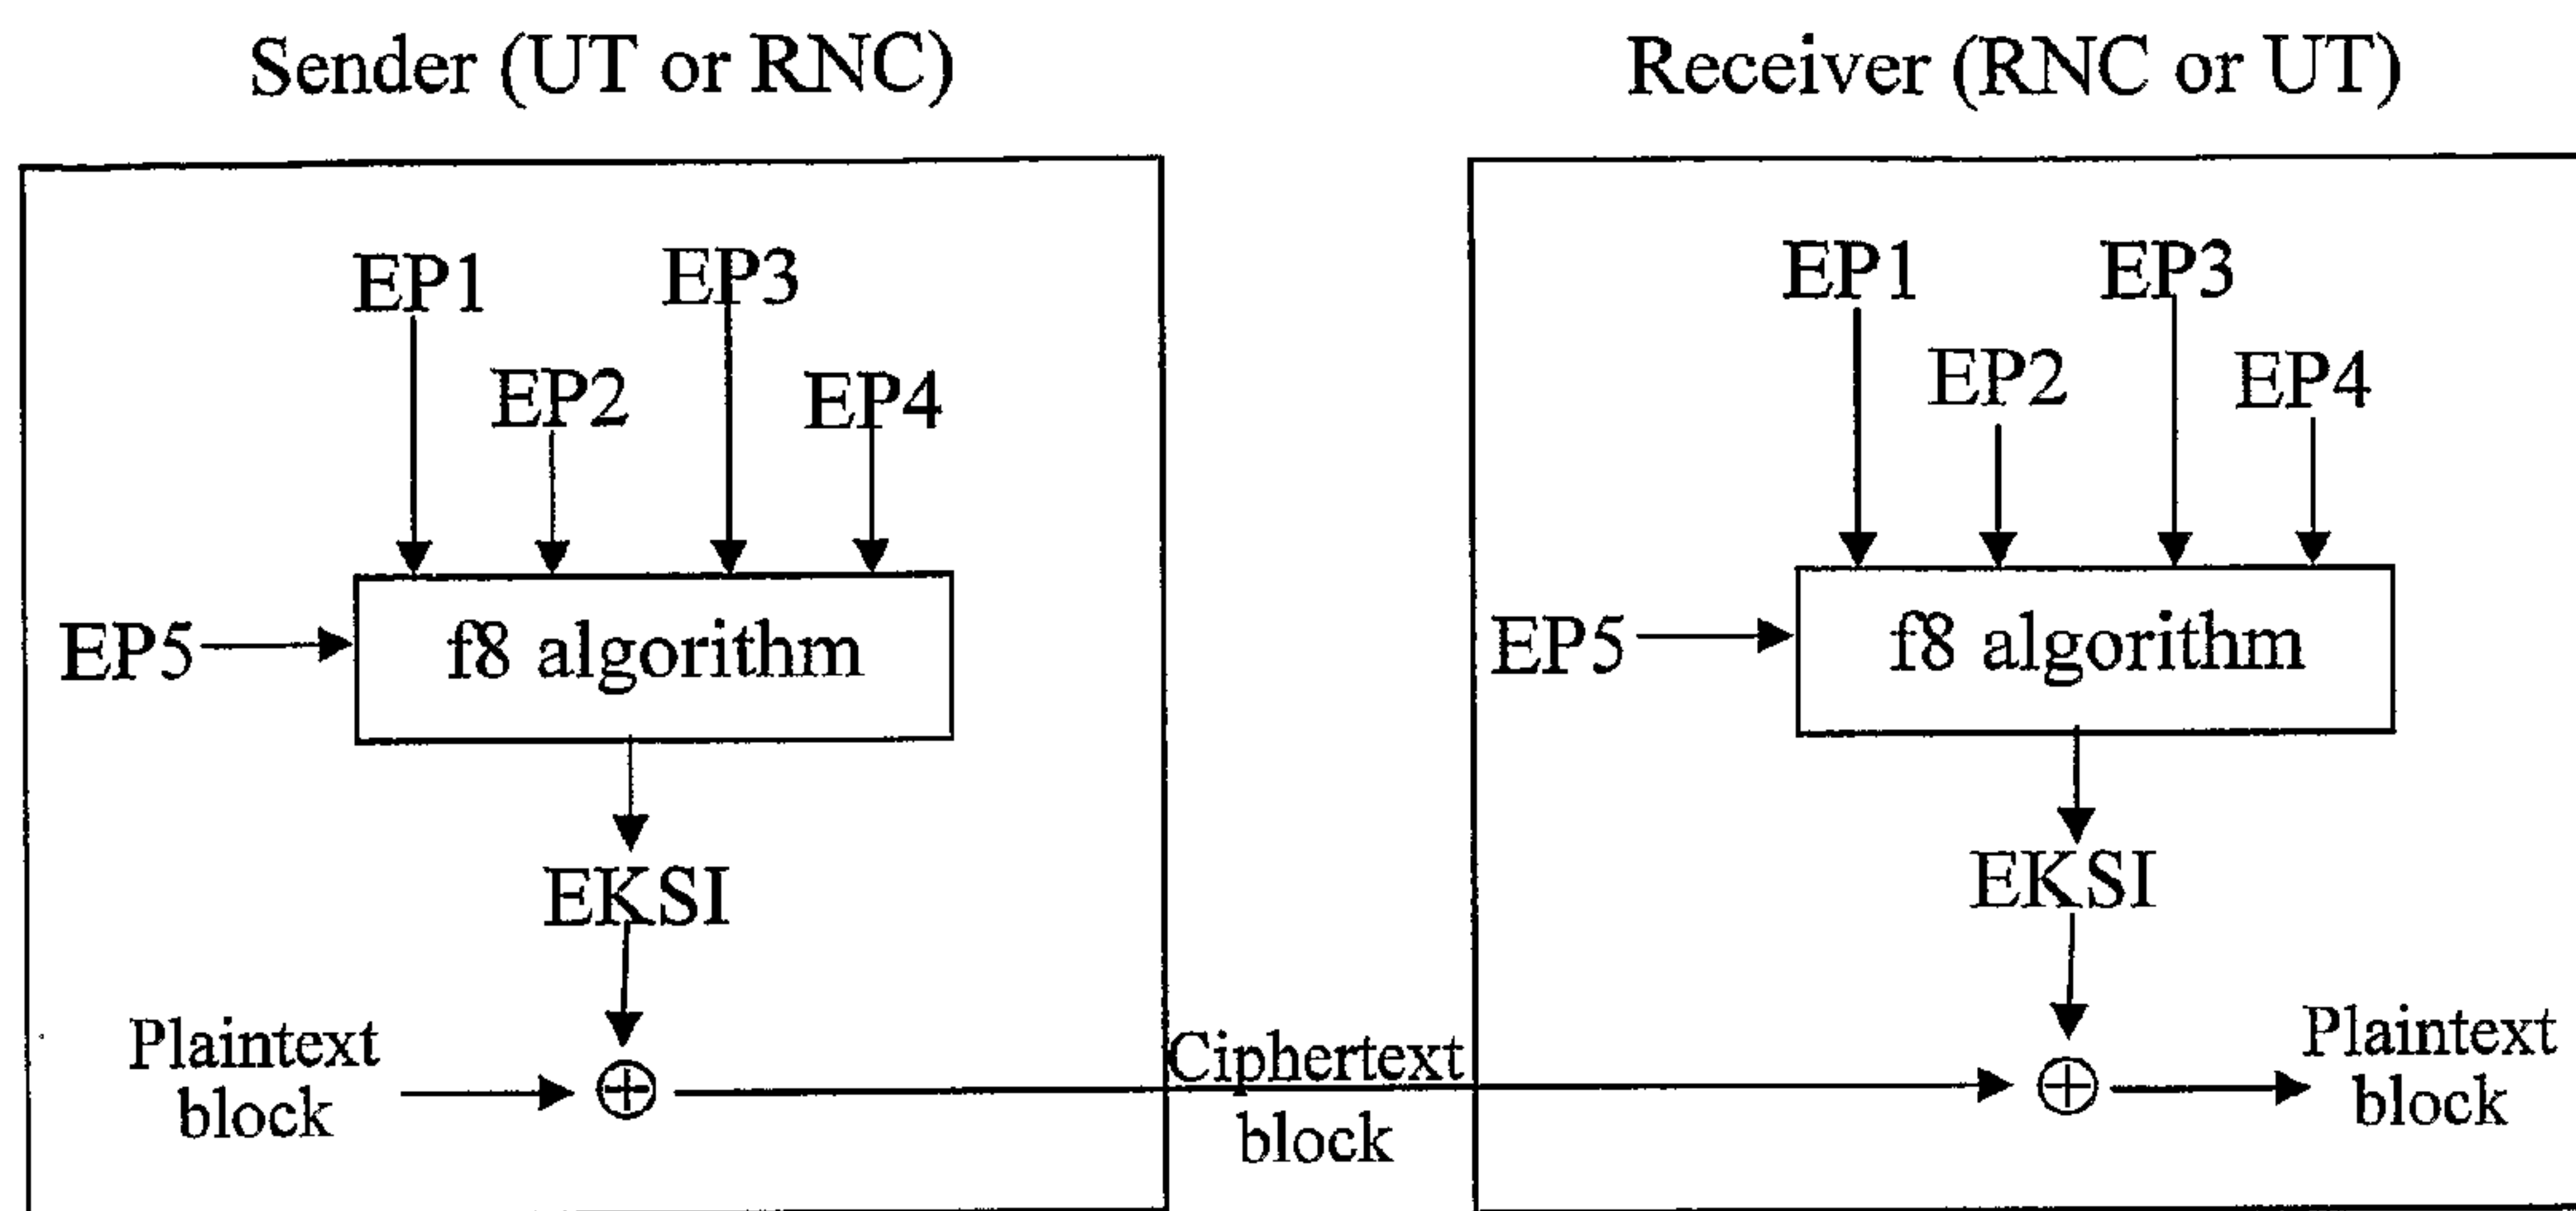 Sender (UT or RNC)
Receiver (RNC or UT)
EP1
EP3
EP2
EP4
EP5
f8 algorithm
EKSI
Plaintext
block
Ciphertext
block
EP1
EP3
EP2
EP4
EP5
f8 algorithm
EKSI
Plaintext
block